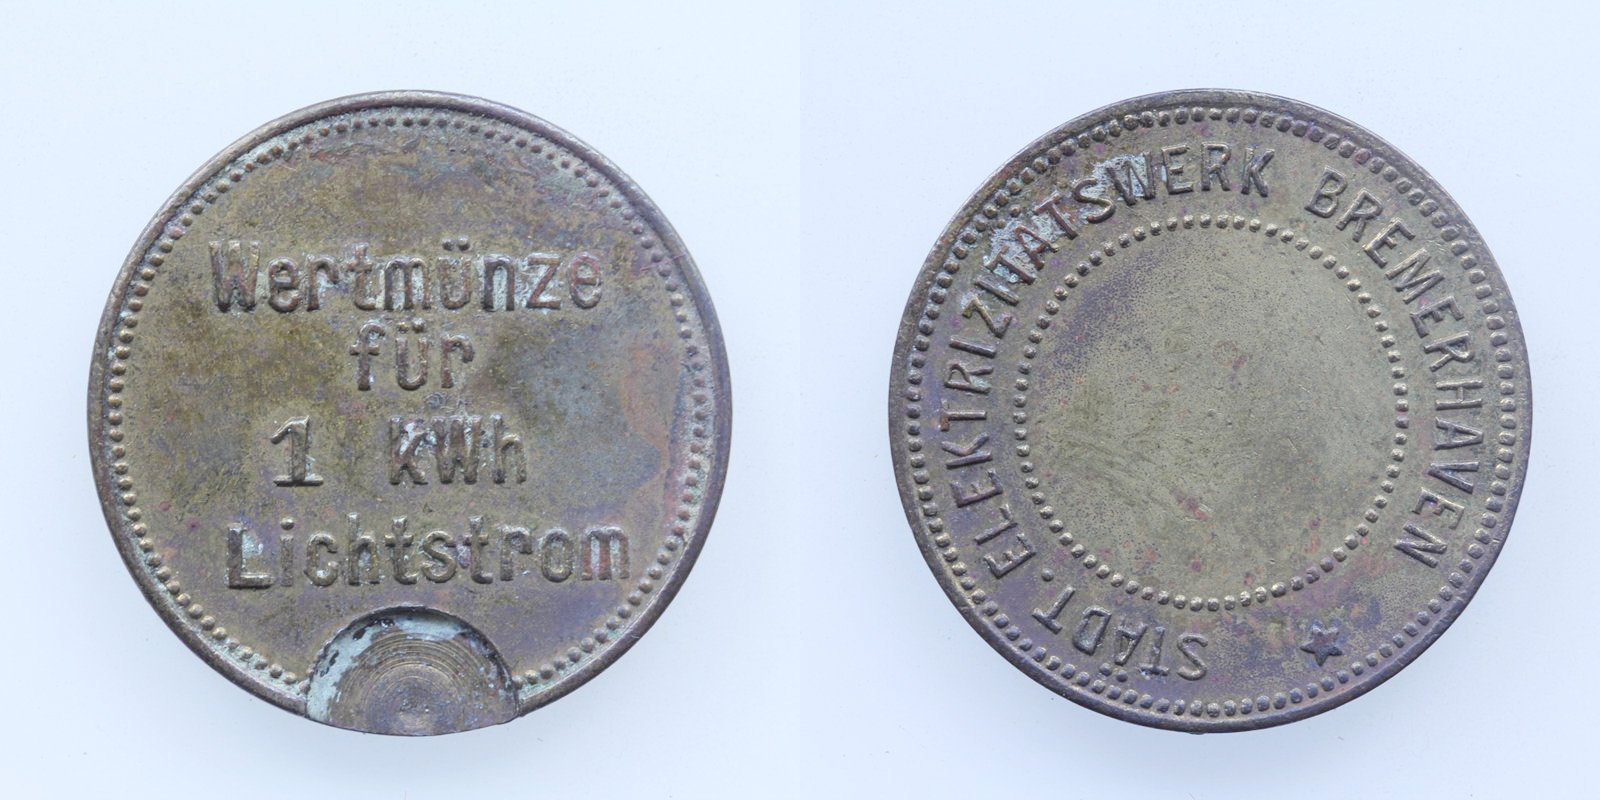 Wertmünze
für
1 KWh
Lichtstrom
STÄDT. ELEKTRIZITÄTSWERK BREMERHAVEN